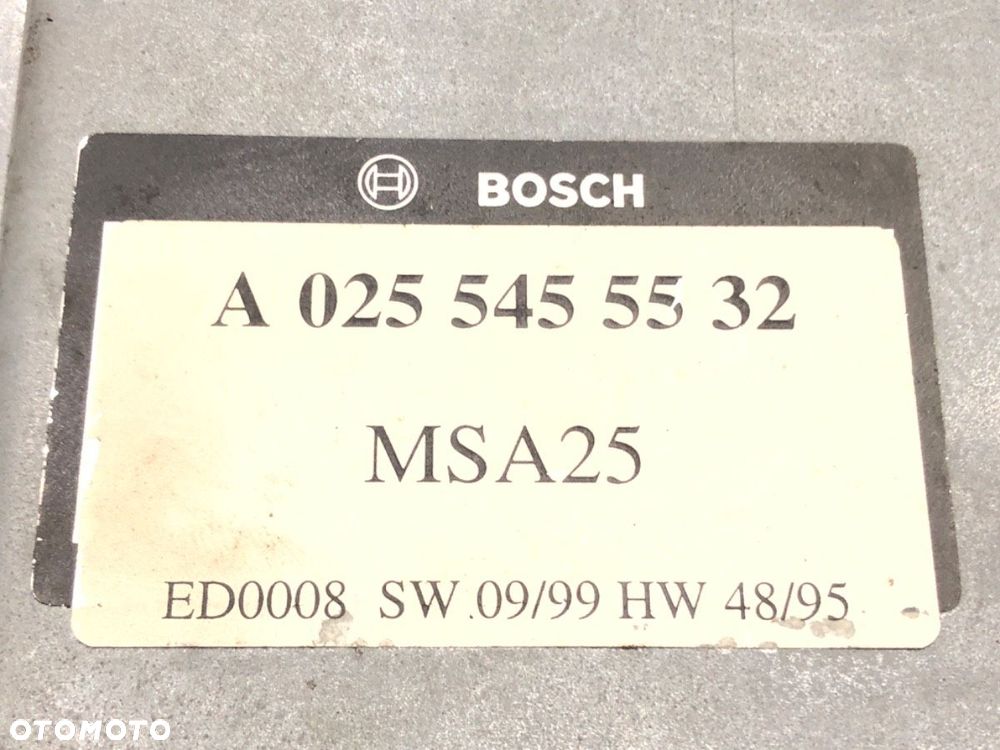 BOSCH
A 025 545 55 32
MSA25
ED0008 SW 09/99 HW 48/95
OTOMOTO